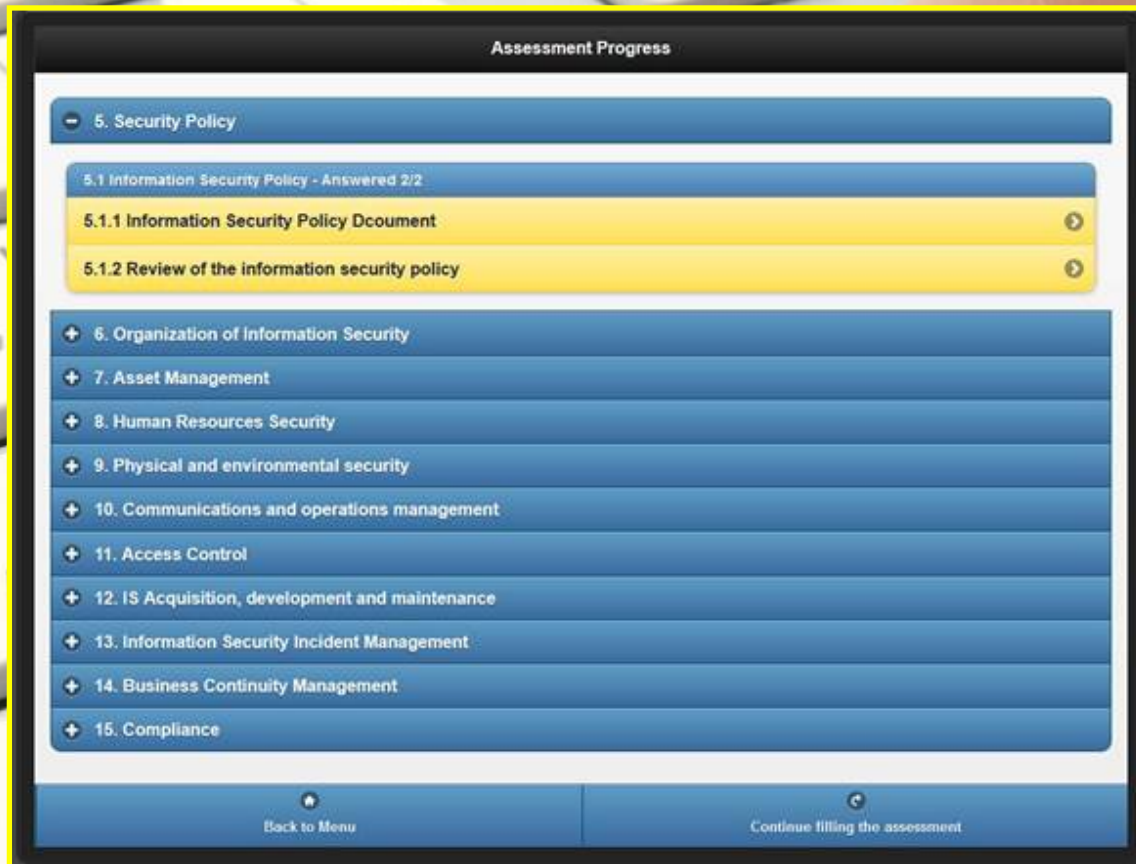 Assessment Progress
5. Security Policy
5.1 Information Security Policy - Answered 2/2
5.1.1 Information Security Policy Dcoument
5.1.2 Review of the information security policy
6. Organization of Information Security
7. Asset Management
8. Human Resources Security
9. Physical and environmental security
10. Communications and operations management
11. Access Control
12. IS Acquisition, development and maintenance
13. Information Security Incident Management
14. Business Continuity Management
15. Compliance
Back to Menu
Continue filling the assessment